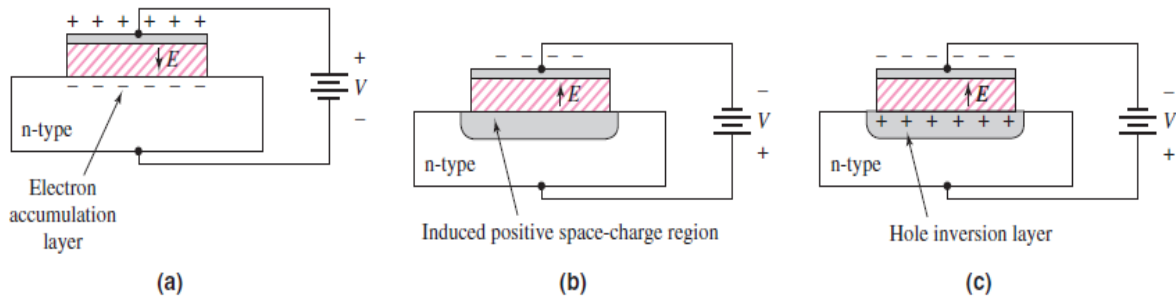 + + + + + +
E
– – – – – –
n-type
+
V
–
Electron
accumulation
layer
(a)
– – – –
E
n-type
–
V
+
Induced positive space-charge region
(b)
– – – – – –
E
+ + + + + +
n-type
–
V
+
Hole inversion layer
(c)